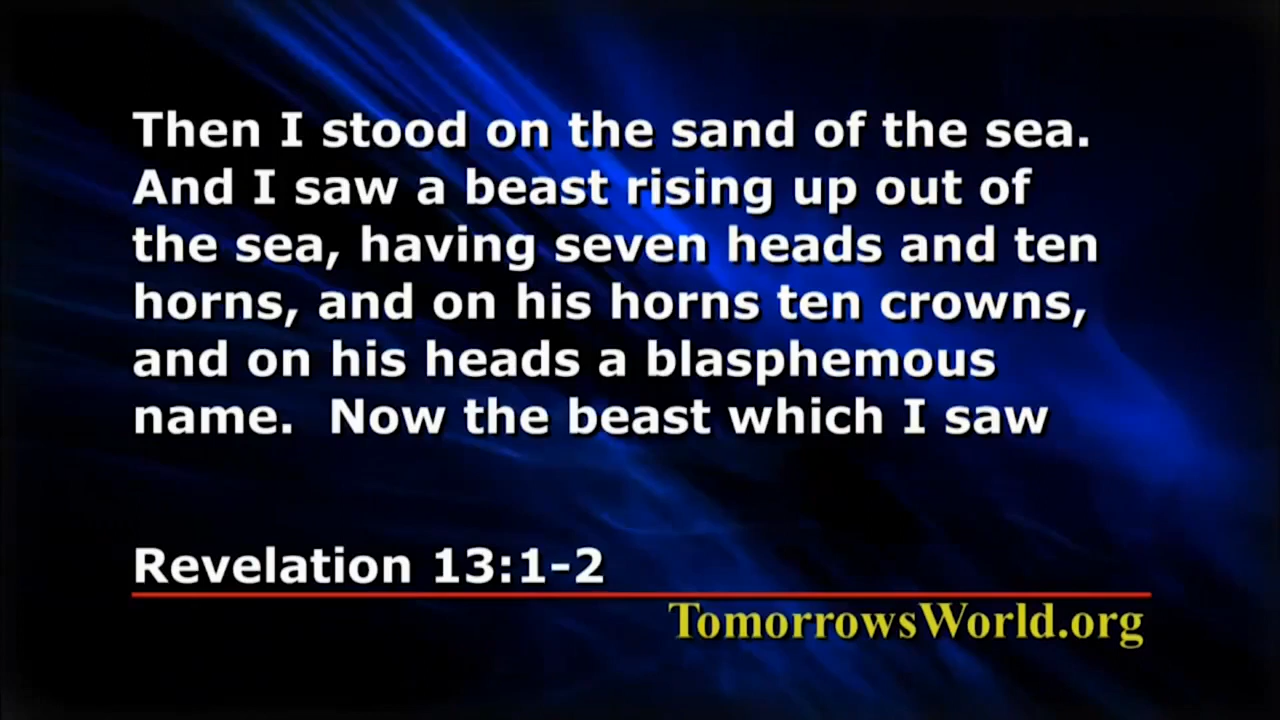 Then I stood on the sand of the sea.
And I saw a beast rising up out of
the sea, having seven heads and ten
horns, and on his horns ten crowns,
and on his heads a blasphemous
name.  Now the beast which I saw
Revelation 13:1-2
TomorrowsWorld.org